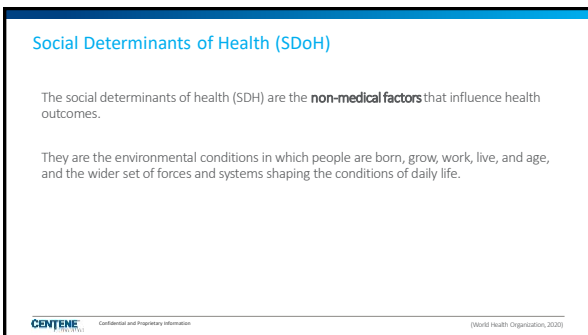 Social Determinants of Health (SDoH)
The social determinants of health (SDH) are the non-medical factors that influence health
outcomes.
They are the environmental conditions in which people are born, grow, work, live, and age,
and the wider set of forces and systems shaping the conditions of daily life.
CENTENE Confidential and Proprietary Information (World Health Organization, 2020)